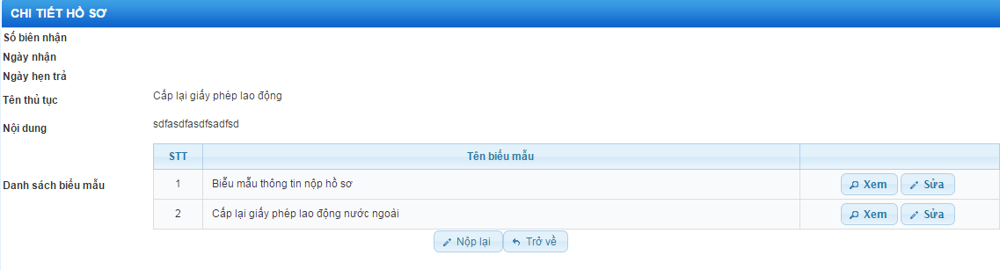 CHI TIẾT HỒ SƠ
Số biên nhận
Ngày nhận
Ngày hẹn trả
Tên thủ tục Cấp lại giấy phép lao động
Nội dung sdfasdfasdfsadfsd
STT Tên biểu mẫu
Danh sách biểu mẫu
1 Biễu mẫu thông tin nộp hồ sơ Xem Sửa
2 Cấp lại giấy phép lao động nước ngoài Xem Sửa
Nộp lại Trở về